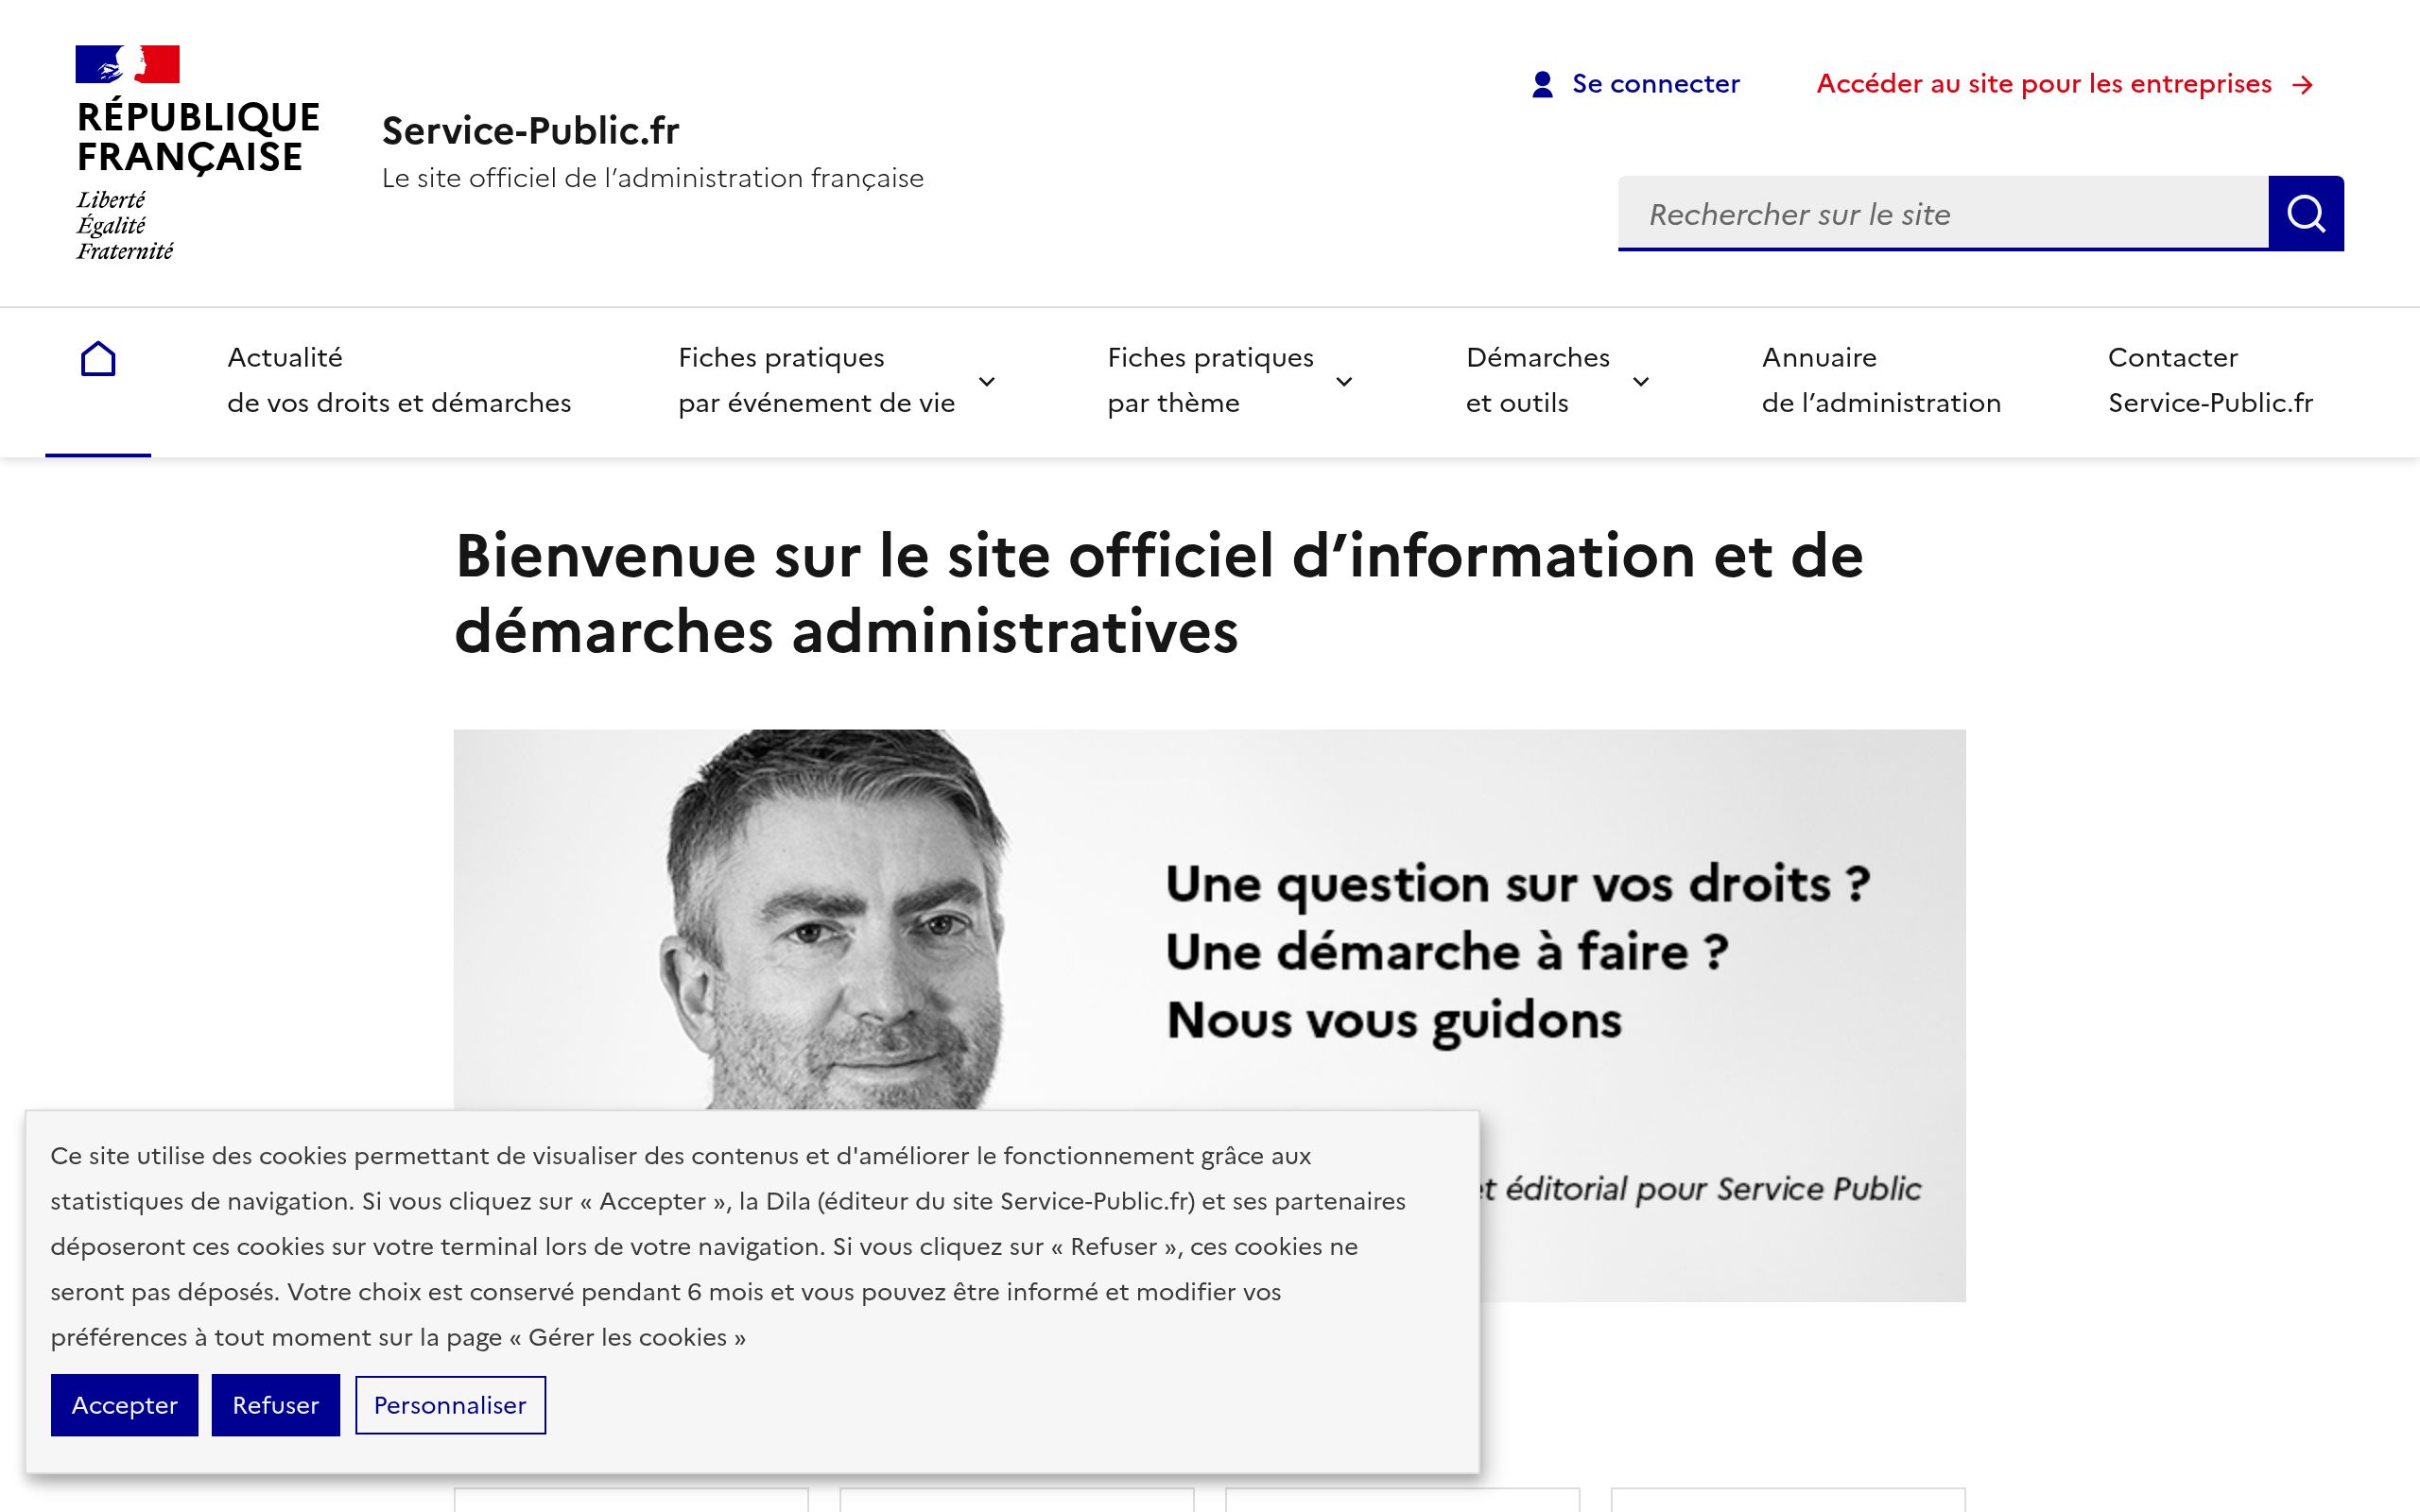 RÉPUBLIQUE
FRANÇAISE
Liberté
Égalité
Fraternité
Service-Public.fr
Le site officiel de l’administration française
Se connecter
Accéder au site pour les entreprises
Rechercher sur le site
Actualité
de vos droits et démarches
Fiches pratiques
par événement de vie
Fiches pratiques
par thème
Démarches
et outils
Annuaire
de l’administration
Contacter
Service-Public.fr
Bienvenue sur le site officiel d’information et de
démarches administratives
Une question sur vos droits ?
Une démarche à faire ?
Nous vous guidons
et éditorial pour Service Public
Ce site utilise des cookies permettant de visualiser des contenus et d'améliorer le fonctionnement grâce aux
statistiques de navigation. Si vous cliquez sur « Accepter », la Dila (éditeur du site Service-Public.fr) et ses partenaires
déposeront ces cookies sur votre terminal lors de votre navigation. Si vous cliquez sur « Refuser », ces cookies ne
seront pas déposés. Votre choix est conservé pendant 6 mois et vous pouvez être informé et modifier vos
préférences à tout moment sur la page « Gérer les cookies »
Accepter
Refuser
Personnaliser